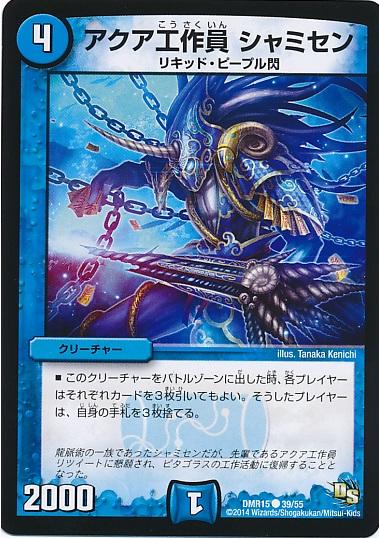 4
こうさくいん
アクア工作員 シャミセン
リキッド・ピープル閃
クリーチャー
illus. Tanaka Kenichi
■ このクリーチャーをバトルゾーンに出した時、各プレイヤー
はそれぞれカードを3枚引いてもよい。そうしたプレイヤー
は、自身の手札を3枚捨てる。
龍脈術の一族であったシャミセンだが、先輩であるアクア工作員
リツイートに懇願され、ピタゴラスの工作活動に復帰することと
なった。
2000
1
DS
DMR15 ● 39/55
©2014 Wizards/Shogakukan/Mitsui-Kids